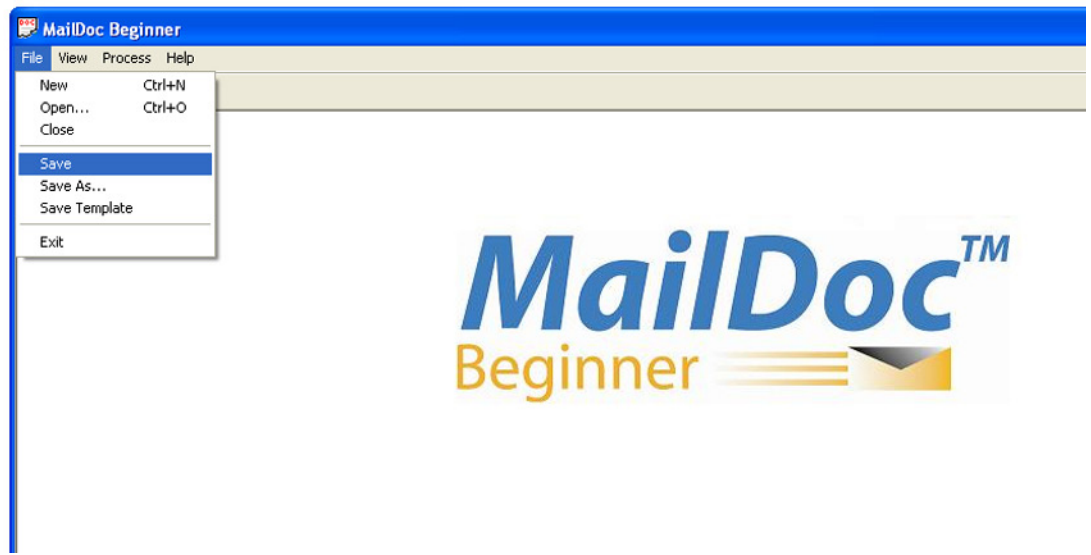 MailDoc Beginner
File View Process Help
New Ctrl+N
Open... Ctrl+O
Close
Save
Save As...
Save Template
Exit
MailDoc™
Beginner